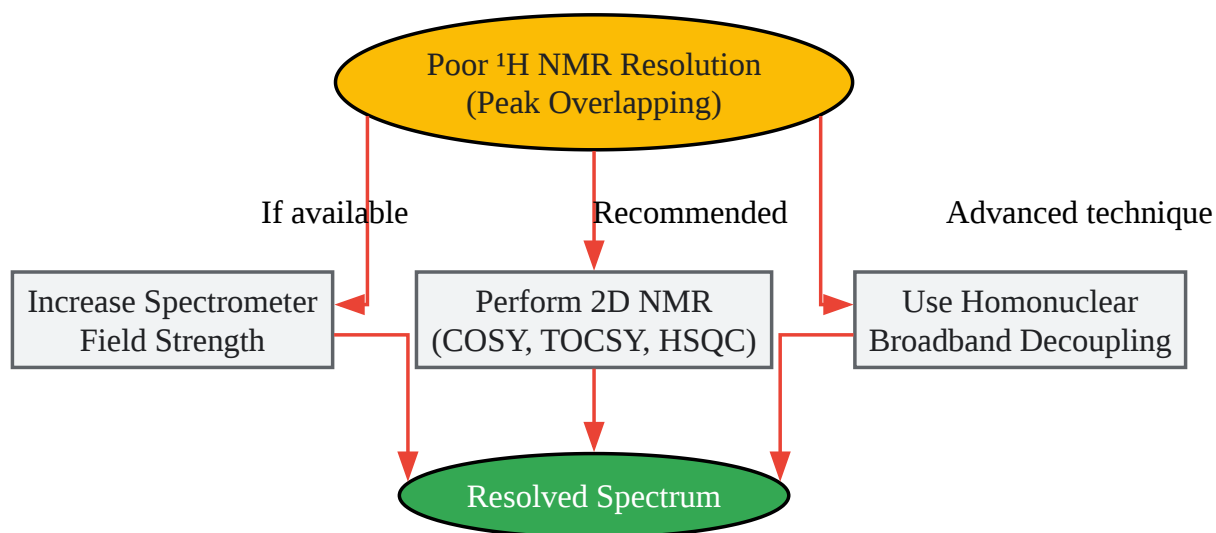 Poor ¹H NMR Resolution
(Peak Overlapping)
If available
Recommended
Advanced technique
Increase Spectrometer
Field Strength
Perform 2D NMR
(COSY, TOCSY, HSQC)
Use Homonuclear
Broadband Decoupling
Resolved Spectrum